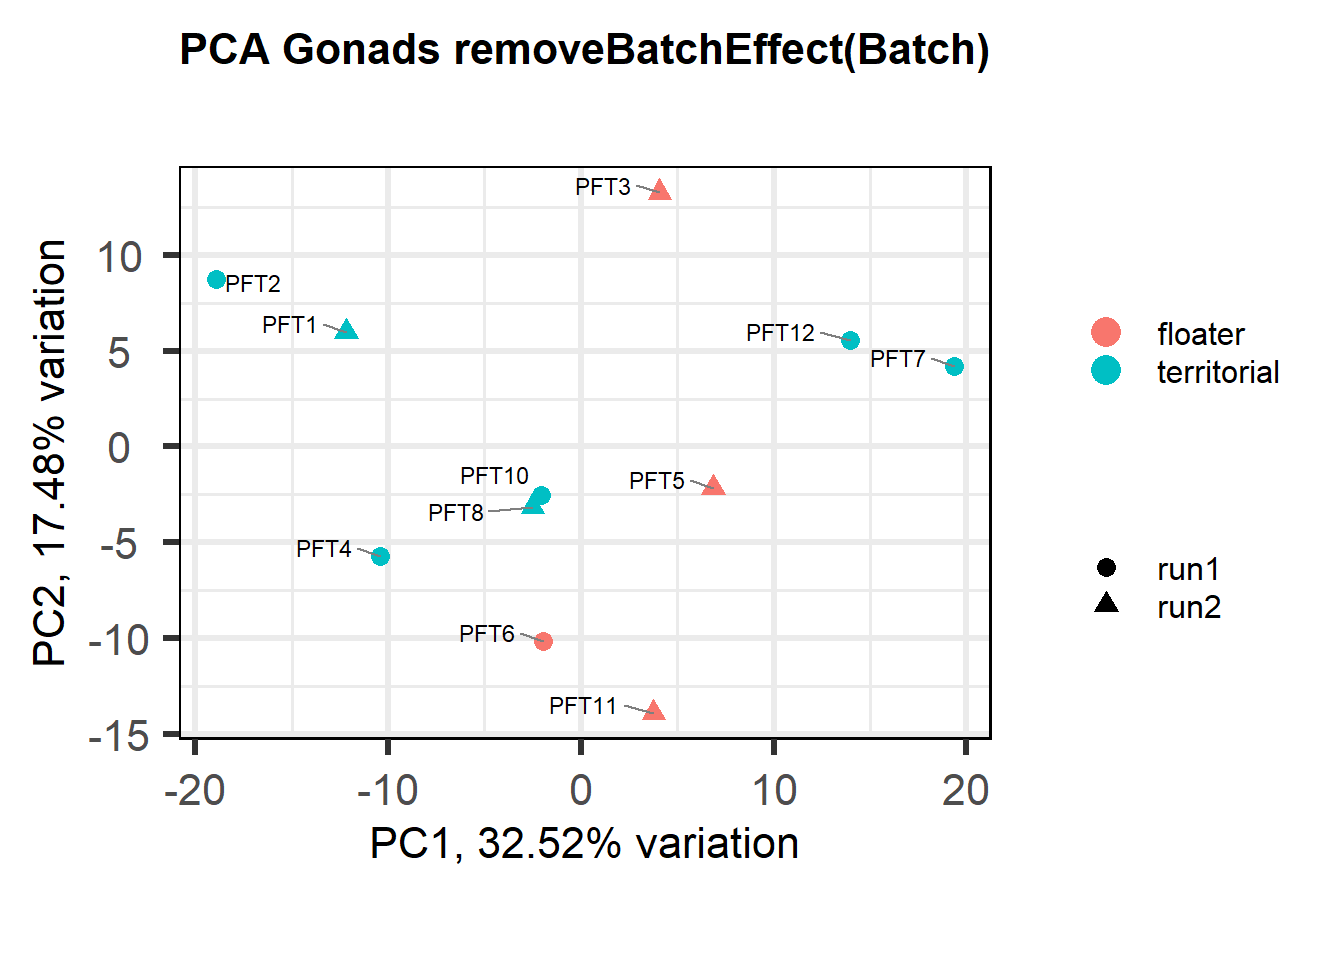 PCA Gonads removeBatchEffect(Batch)
PFT3
PFT2
PFT1
PFT12
PFT7
PFT10
PFT5
PFT8
PFT4
PFT6
PFT11
10
5
0
-5
-10
-15
PC2, 17.48% variation
-20 -10 0 10 20
PC1, 32.52% variation
floater
territorial
run1
run2